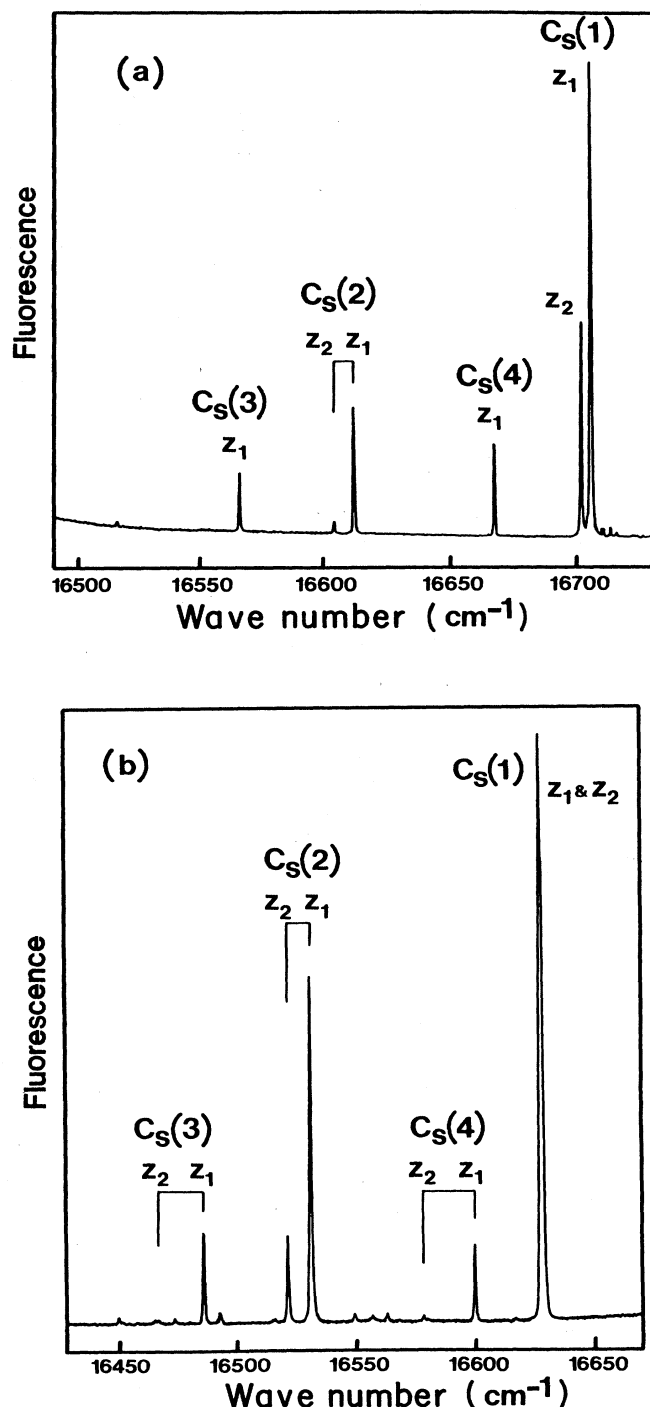 (a)
Fluorescence
Cs(1)
z1
z2
Cs(2)
z2 z1
Cs(4)
z1
Cs(3)
z1
16500 16550 16600 16650 16700
Wave number (cm-1)
(b)
Fluorescence
Cs(1)
z1 & z2
Cs(2)
z2 z1
Cs(3)
z2 z1
Cs(4)
z2 z1
16450 16500 16550 16600 16650
Wave number (cm-1)